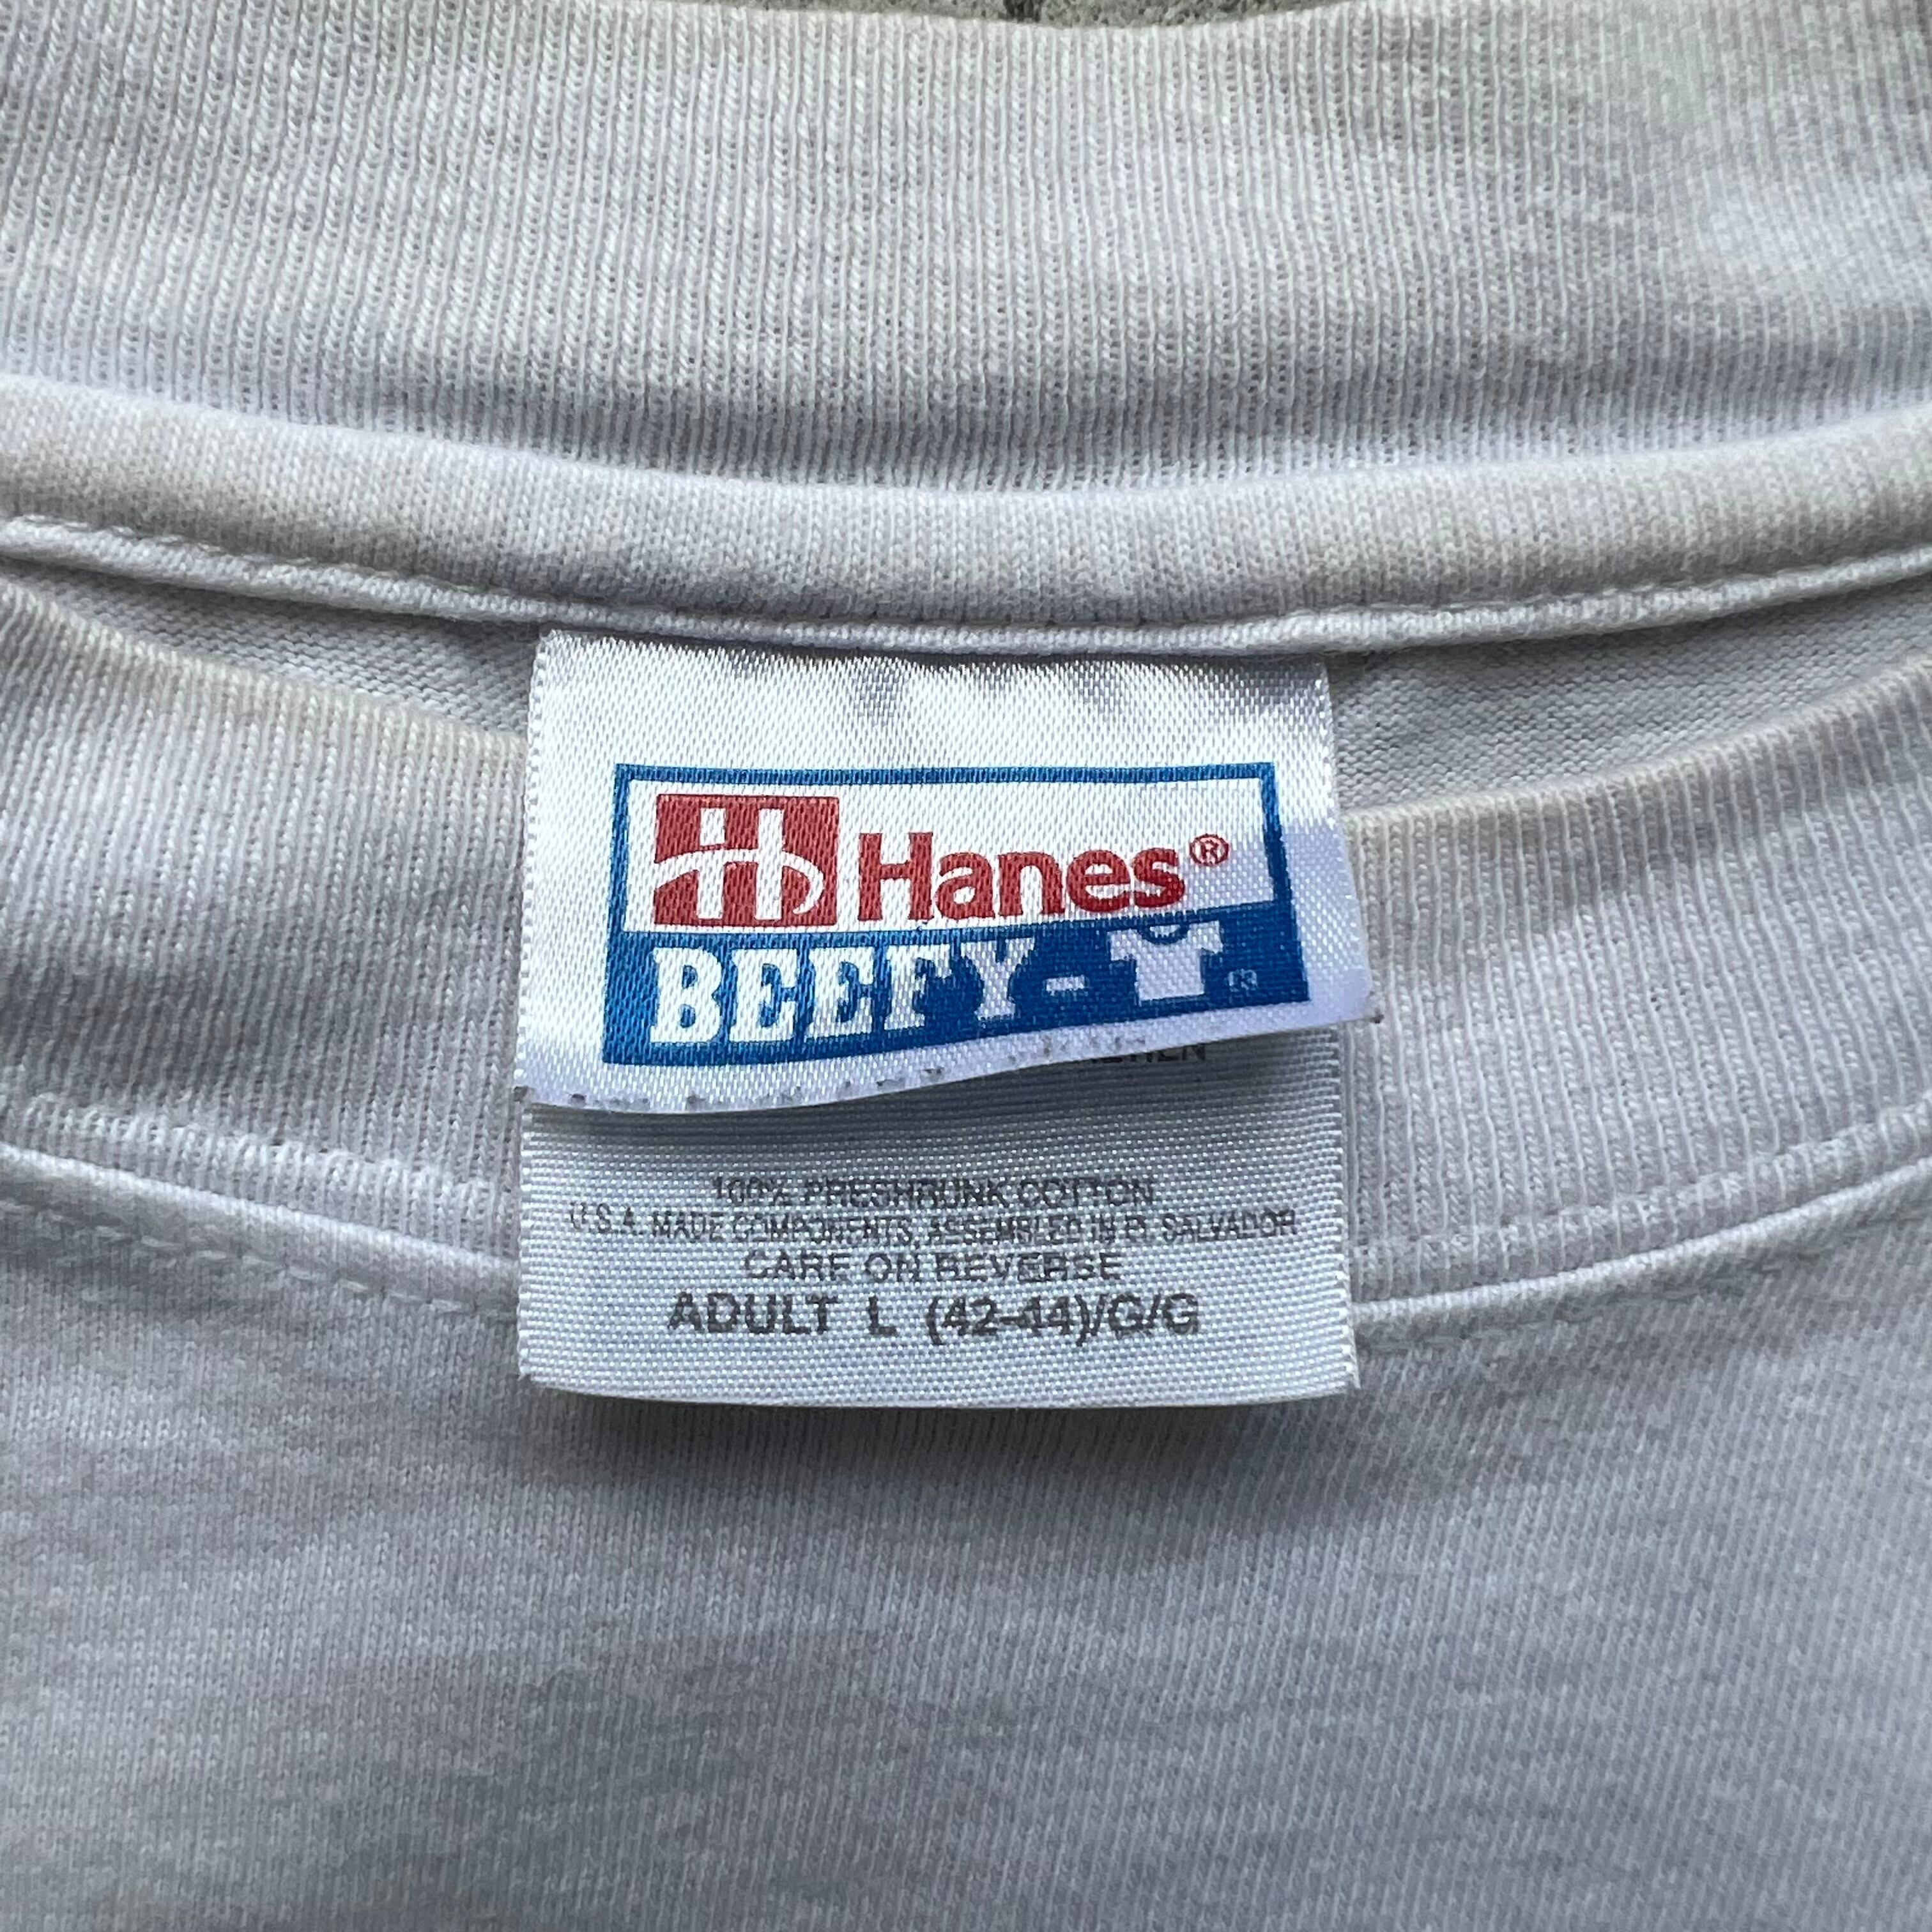 H Hanes®
BEEFY-T®
100% PRESHRUNK COTTON
U.S.A. MADE COMPONENTS, ASSEMBLED IN EL SALVADOR
CARE ON REVERSE
ADULT L (42-44)/G/G